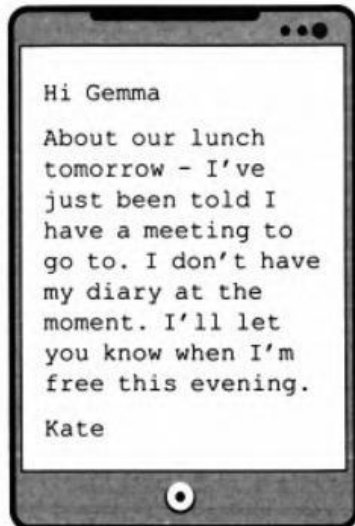 Hi Gemma
About our lunch
tomorrow – I've
just been told I
have a meeting to
go to. I don't have
my diary at the
moment. I'll let
you know when I'm
free this evening.
Kate